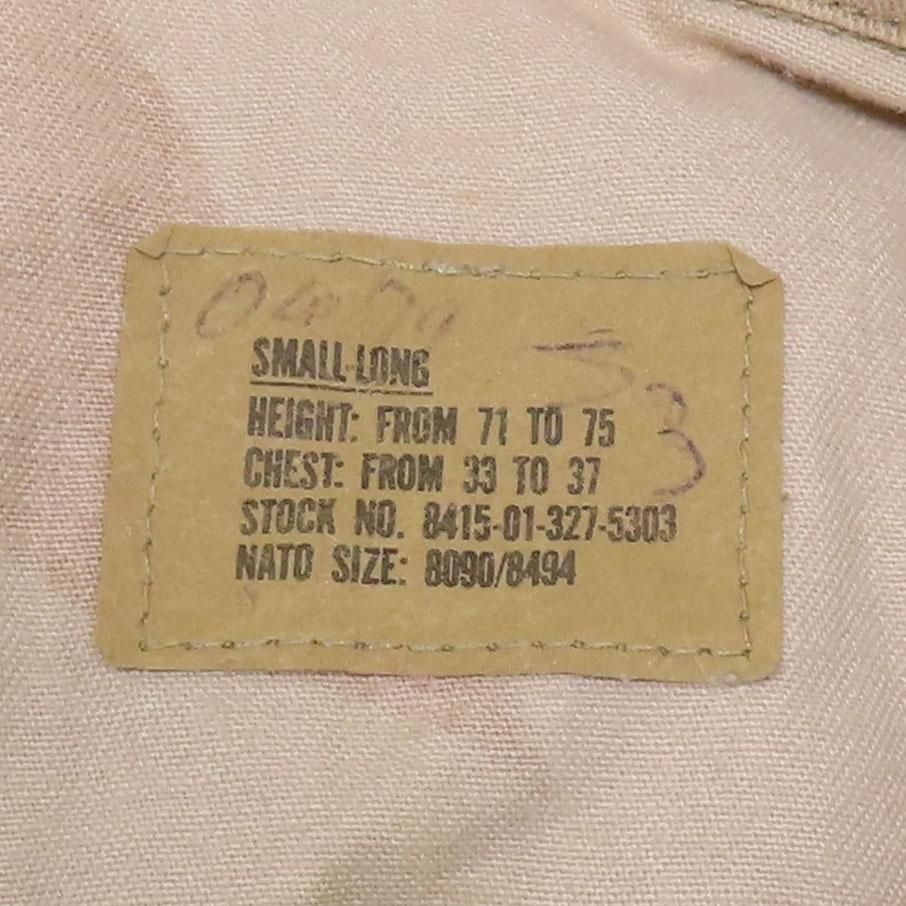 SMALL-LONG
HEIGHT: FROM 71 TO 75
CHEST: FROM 33 TO 37
STOCK NO. 8415-01-327-5303
NATO SIZE: 8090/8494